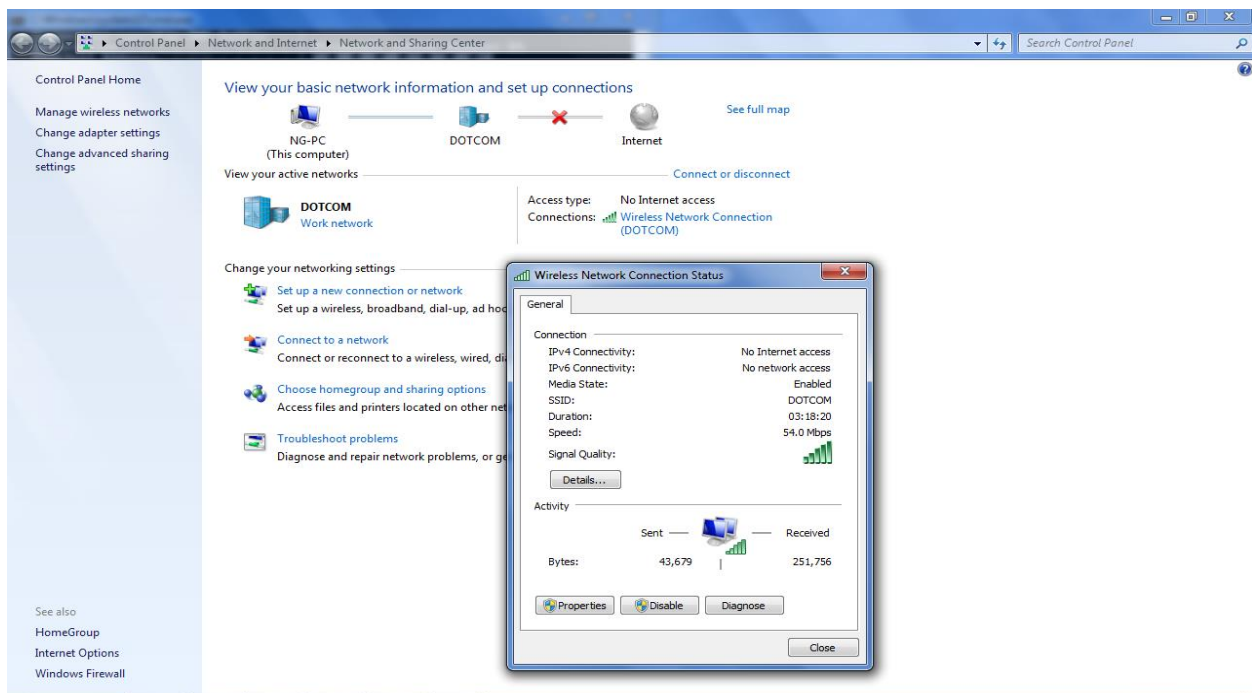 Control Panel ▸ Network and Internet ▸ Network and Sharing Center
Search Control Panel
Control Panel Home
Manage wireless networks
Change adapter settings
Change advanced sharing
settings
See also
HomeGroup
Internet Options
Windows Firewall
View your basic network information and set up connections
NG-PC
(This computer)
DOTCOM
Internet
See full map
View your active networks
Connect or disconnect
DOTCOM
Work network
Access type: No Internet access
Connections: Wireless Network Connection
(DOTCOM)
Change your networking settings
Set up a new connection or network
Set up a wireless, broadband, dial-up, ad hoc
Connect to a network
Connect or reconnect to a wireless, wired,
Choose homegroup and sharing options
Access files and printers located on other
Troubleshoot problems
Diagnose and repair network problems, or
Wireless Network Connection Status
General
Connection
IPv4 Connectivity: No Internet access
IPv6 Connectivity: No network access
Media State: Enabled
SSID: DOTCOM
Duration: 03:18:20
Speed: 54.0 Mbps
Signal Quality:
Details...
Activity
Sent — Received
Bytes: 43,679 | 251,756
Properties Disable Diagnose
Close